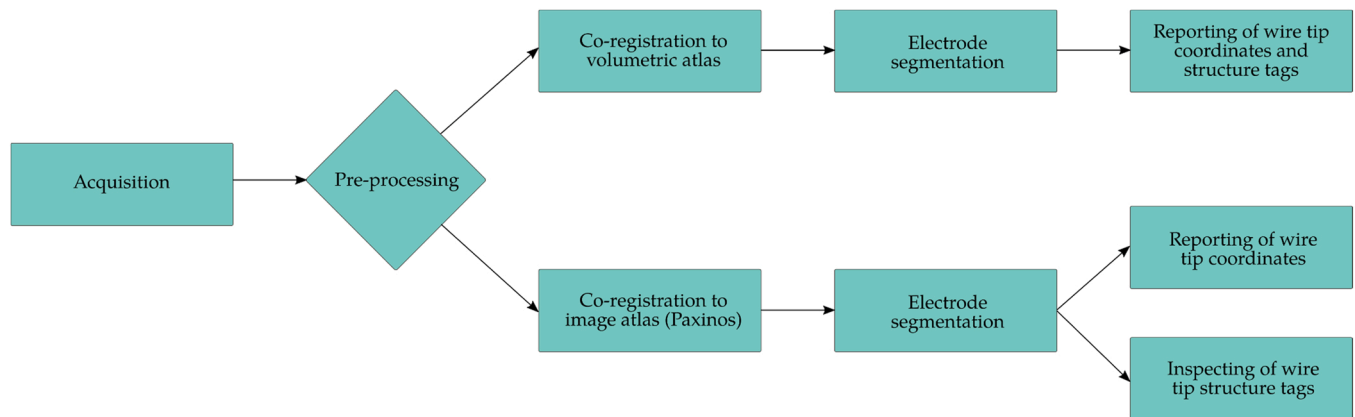 Acquisition
Pre-processing
Co-registration to
volumetric atlas
Electrode
segmentation
Reporting of wire tip
coordinates and
structure tags
Co-registration to
image atlas (Paxinos)
Electrode
segmentation
Reporting of wire
tip coordinates
Inspecting of wire
tip structure tags